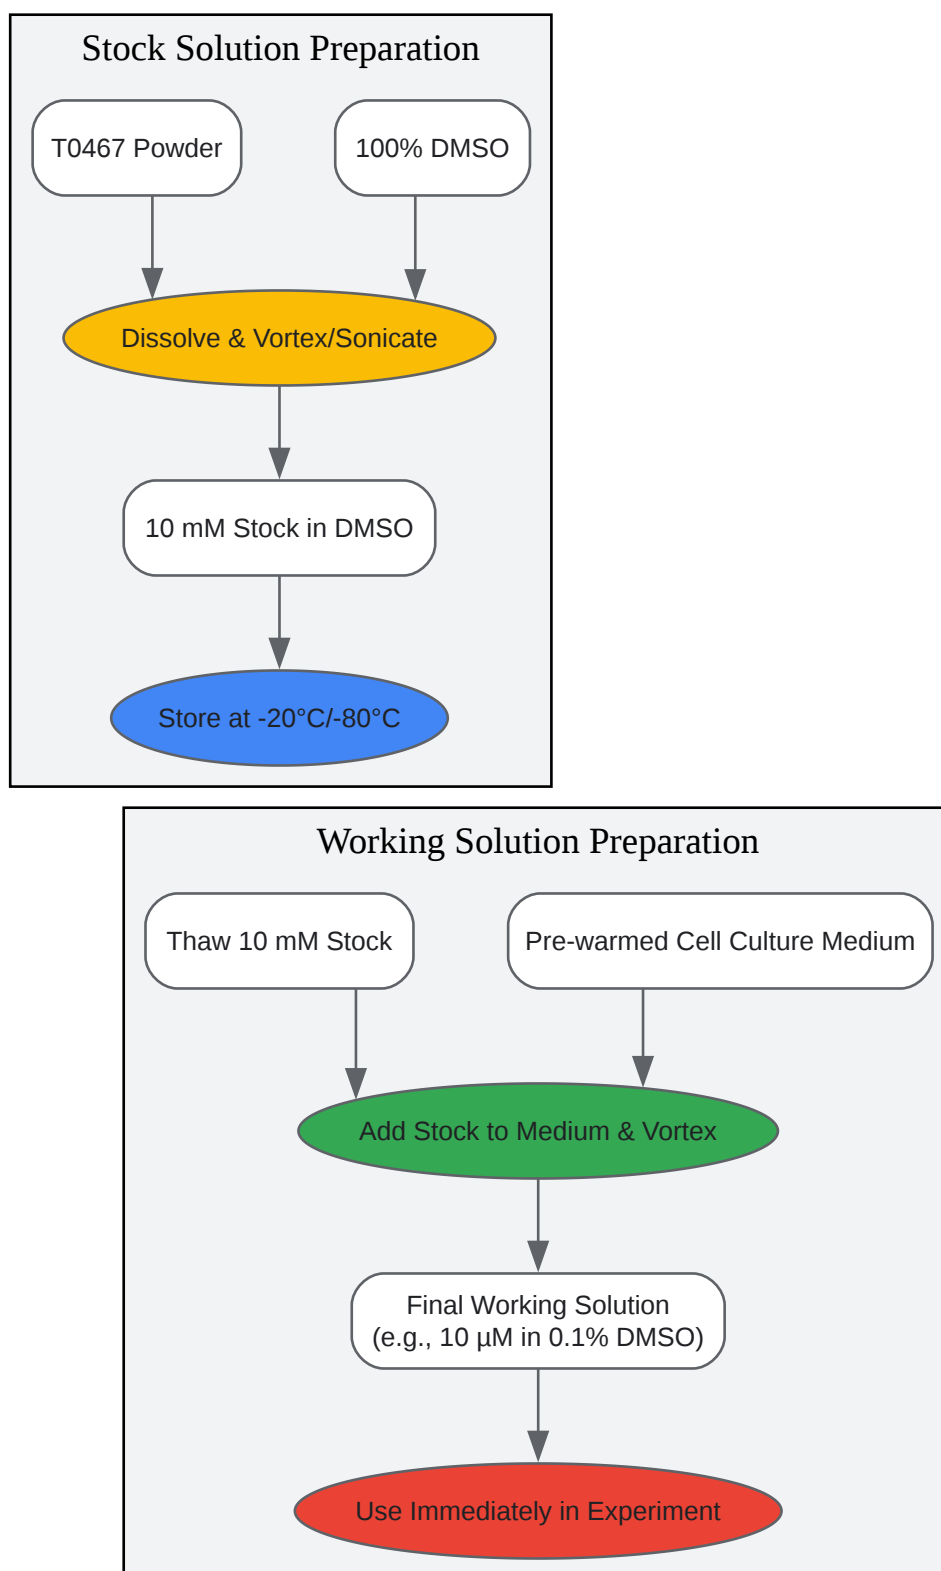 Stock Solution Preparation
T0467 Powder
100% DMSO
Dissolve & Vortex/Sonicate
10 mM Stock in DMSO
Store at -20°C/-80°C
Working Solution Preparation
Thaw 10 mM Stock
Pre-warmed Cell Culture Medium
Add Stock to Medium & Vortex
Final Working Solution
(e.g., 10 µM in 0.1% DMSO)
Use Immediately in Experiment